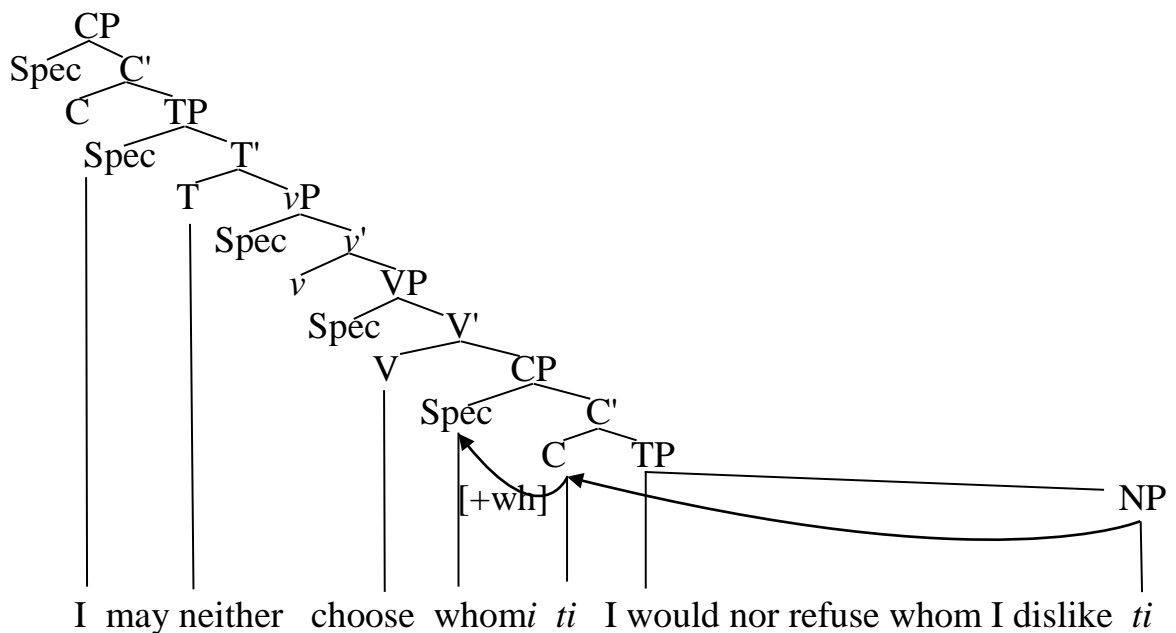 CP
Spec C'
C TP
Spec T'
T vP
Spec v'
v VP
Spec V'
V CP
Spec C'
C TP
[+wh] NP
I may neither choose whomi ti I would nor refuse whom I dislike ti